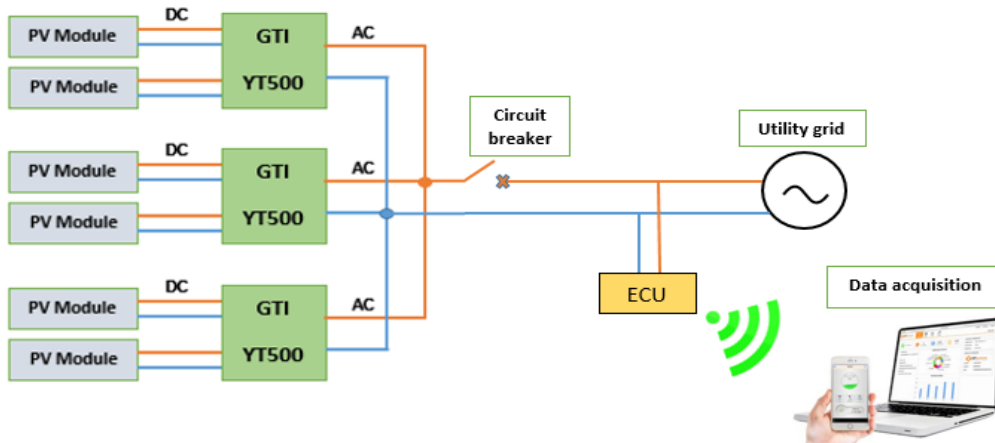 DC
PV Module
PV Module
GTI
YT500
AC
DC
PV Module
PV Module
GTI
YT500
AC
DC
PV Module
PV Module
GTI
YT500
AC
Circuit
breaker
Utility grid
ECU
Data acquisition